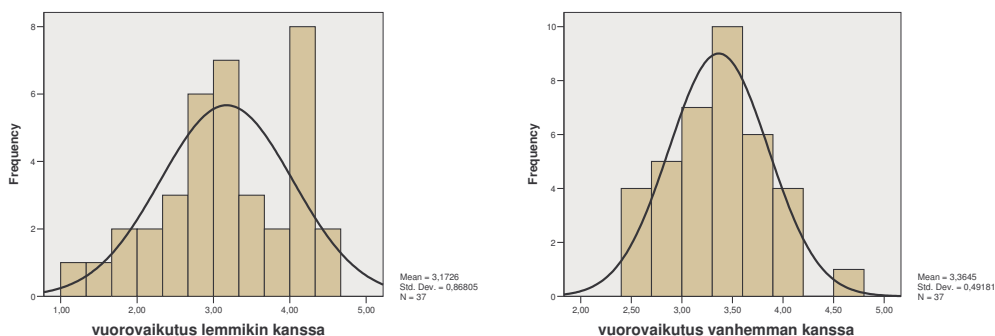 Frequency
8
6
4
2
0
1,00 2,00 3,00 4,00 5,00
vuorovaikutus lemmikin kanssa
Mean = 3,1726
Std. Dev. = 0,86805
N = 37
Frequency
10
8
6
4
2
0
2,00 2,50 3,00 3,50 4,00 4,50 5,00
vuorovaikutus vanhemman kanssa
Mean = 3,3645
Std. Dev. = 0,49181
N = 37